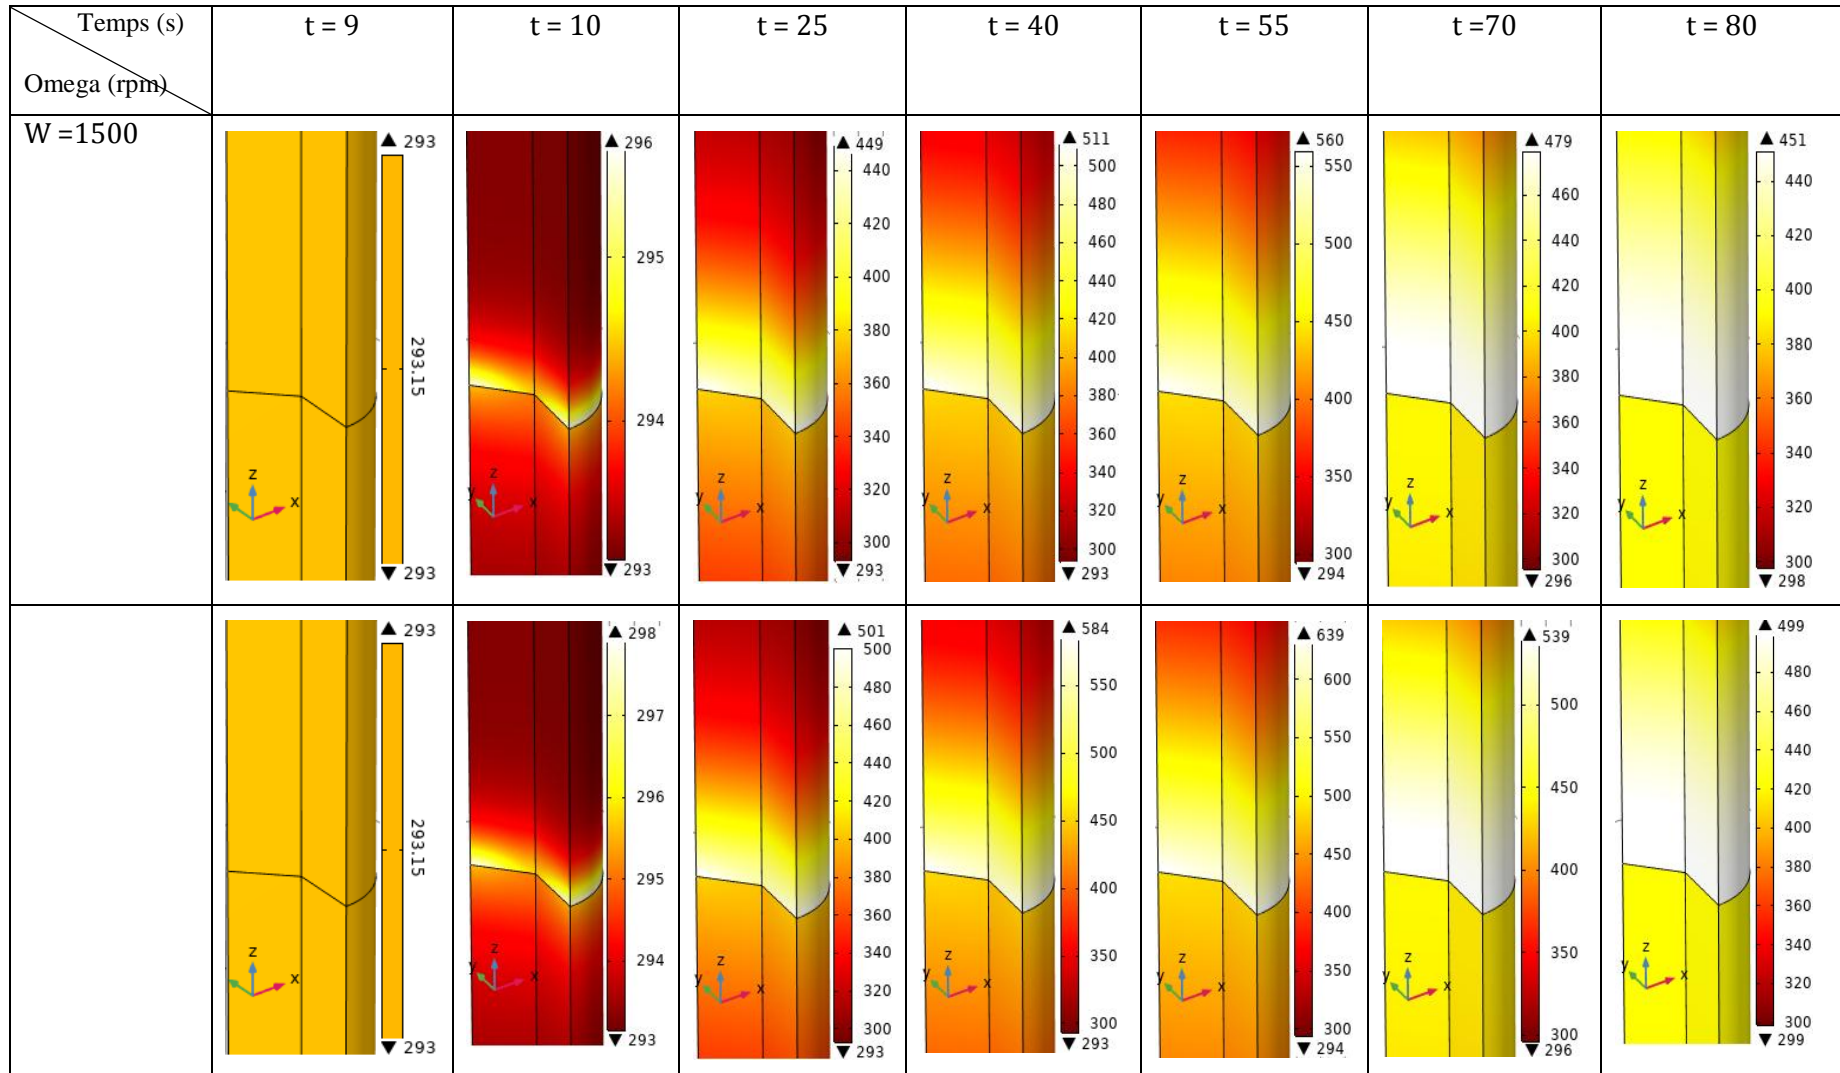 Temps (s)
Omega (rpm)
t = 9
t = 10
t = 25
t = 40
t = 55
t =70
t = 80
W =1500
▲ 293
293.15
▼ 293
z
x
▲ 296
295
294
▼ 293
z
y
x
▲ 449
440
420
400
380
360
340
320
300
▼ 293
z
y
x
▲ 511
500
480
460
440
420
400
380
360
340
320
300
▼ 293
z
y
x
▲ 560
550
500
450
400
350
300
▼ 294
z
y
x
▲ 479
460
440
420
400
380
360
340
320
300
▼ 296
z
y
x
▲ 451
440
420
400
380
360
340
320
300
▼ 298
z
y
x
▲ 293
293.15
▼ 293
z
x
▲ 298
297
296
295
294
▼ 293
z
y
x
▲ 501
500
480
460
440
420
400
380
360
340
320
300
▼ 293
z
y
x
▲ 584
550
500
450
400
350
300
▼ 293
z
y
x
▲ 639
600
550
500
450
400
350
300
▼ 294
z
y
x
▲ 539
500
450
400
350
300
▼ 296
z
y
x
▲ 499
480
460
440
420
400
380
360
340
320
300
▼ 299
z
y
x